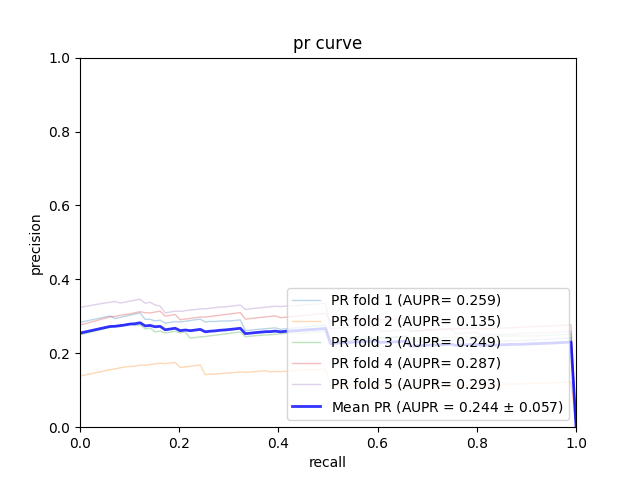 pr curve
1.0
0.8
0.6
0.4
0.2
0.0
precision
PR fold 1 (AUPR= 0.259)
PR fold 2 (AUPR= 0.135)
PR fold 3 (AUPR= 0.249)
PR fold 4 (AUPR= 0.287)
PR fold 5 (AUPR= 0.293)
Mean PR (AUPR = 0.244 ± 0.057)
0.0 0.2 0.4 0.6 0.8 1.0
recall